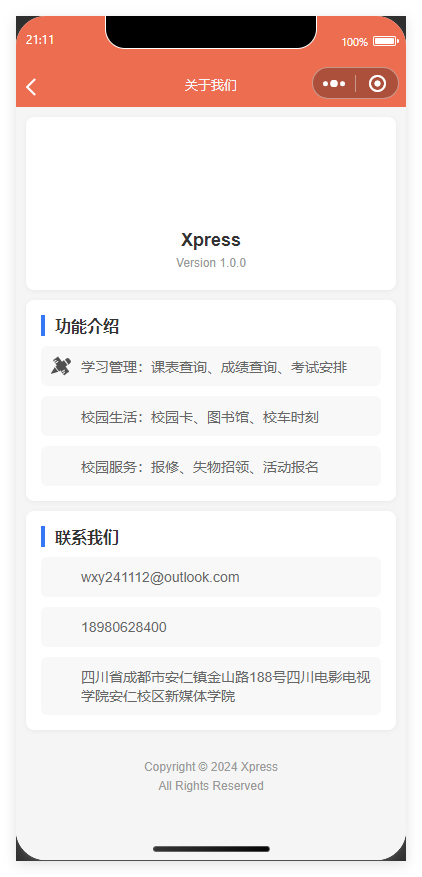 21:11
100%
关于我们
Xpress
Version 1.0.0
功能介绍
学习管理：课表查询、成绩查询、考试安排
校园生活：校园卡、图书馆、校车时刻
校园服务：报修、失物招领、活动报名
联系我们
wxy241112@outlook.com
18980628400
四川省成都市安仁镇金山路188号四川电影电视
学院安仁校区新媒体学院
Copyright © 2024 Xpress
All Rights Reserved